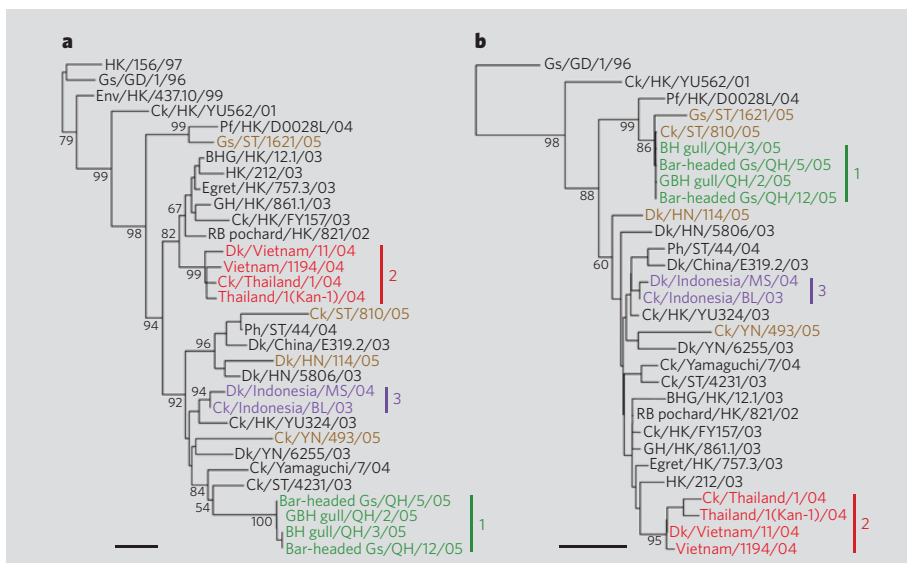 a
HK/156/97
Gs/GD/1/96
Env/HK/437.10/99
Ck/HK/YU562/01
79
99
99
Pf/HK/D0028L/04
Gs/ST/1621/05
98
BHG/HK/12.1/03
HK/212/03
Egret/HK/757.3/03
GH/HK/861.1/03
67
Ck/HK/FY157/03
82
RB pochard/HK/821/02
Dk/Vietnam/11/04
99
Vietnam/1194/04
Ck/Thailand/1/04
Thailand/1(Kan-1)/04
2
94
Ck/ST/810/05
Ph/ST/44/04
96
Dk/China/E319.2/03
Dk/HN/114/05
Dk/HN/5806/03
92
94
Dk/Indonesia/MS/04
Ck/Indonesia/BL/03
3
Ck/HK/YU324/03
Ck/YN/493/05
Dk/YN/6255/03
Ck/Yamaguchi/7/04
84
Ck/ST/4231/03
54
Bar-headed Gs/QH/5/05
100
GBH gull/QH/2/05
BH gull/QH/3/05
Bar-headed Gs/QH/12/05
1
b
Gs/GD/1/96
Ck/HK/YU562/01
98
Pf/HK/D0028L/04
99
Gs/ST/1621/05
Ck/ST/810/05
86
BH gull/QH/3/05
Bar-headed Gs/QH/5/05
GBH gull/QH/2/05
Bar-headed Gs/QH/12/05
1
88
Dk/HN/114/05
Dk/HN/5806/03
60
Ph/ST/44/04
Dk/China/E319.2/03
Dk/Indonesia/MS/04
Ck/Indonesia/BL/03
3
Ck/HK/YU324/03
Ck/YN/493/05
Dk/YN/6255/03
Ck/Yamaguchi/7/04
Ck/ST/4231/03
BHG/HK/12.1/03
RB pochard/HK/821/02
Ck/HK/FY157/03
GH/HK/861.1/03
Egret/HK/757.3/03
HK/212/03
Ck/Thailand/1/04
Thailand/1(Kan-1)/04
Dk/Vietnam/11/04
95
Vietnam/1194/04
2